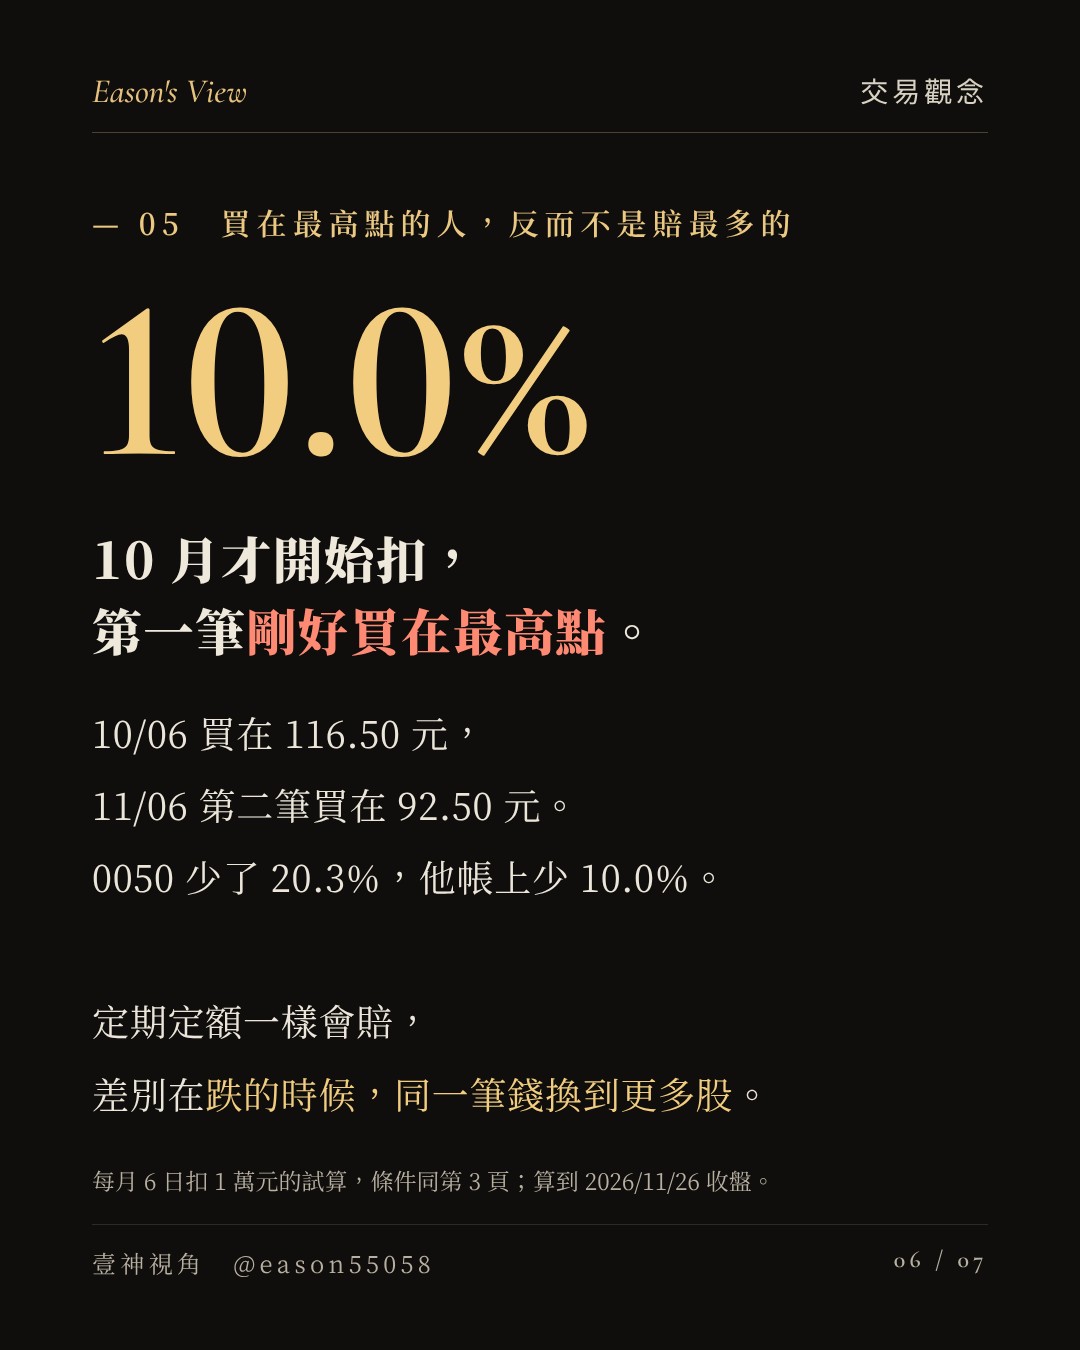 Eason's View
交易觀念
— 05 買在最高點的人，反而不是賠最多的
10.0%
10 月才開始扣，
第一筆剛好買在最高點。
10/06 買在 116.50 元，
11/06 第二筆買在 92.50 元。
0050 少了 20.3%，他帳上少 10.0%。
定期定額一樣會賠，
差別在跌的時候，同一筆錢換到更多股。
每月 6 日扣 1 萬元的試算，條件同第 3 頁；算到 2026/11/26 收盤。
壹神視角 @eason55058
06 / 07